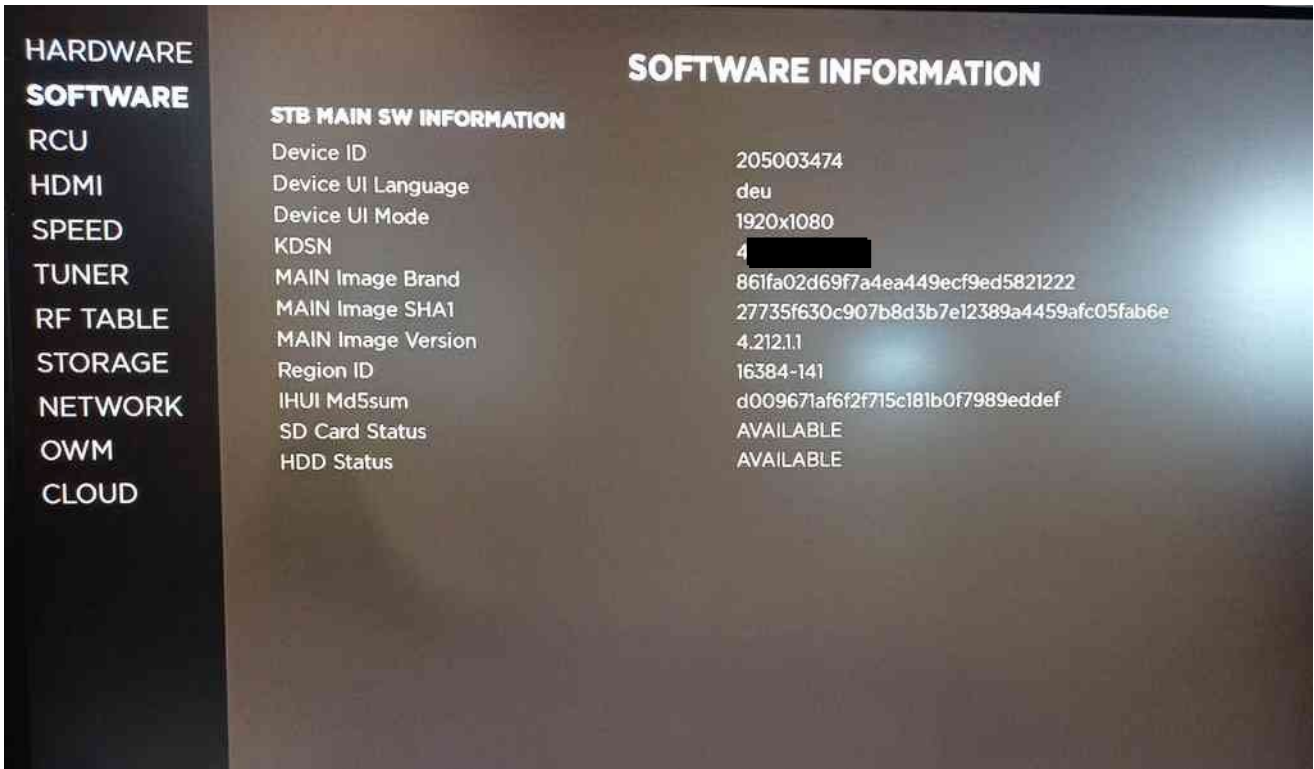 HARDWARE
SOFTWARE
RCU
HDMI
SPEED
TUNER
RF TABLE
STORAGE
NETWORK
OWM
CLOUD
SOFTWARE INFORMATION
STB MAIN SW INFORMATION
Device ID 205003474
Device UI Language deu
Device UI Mode 1920x1080
KDSN 4
MAIN Image Brand 861fa02d69f7a4ea449ecf9ed5821222
MAIN Image SHA1 27735f630c907b8d3b7e12389a4459afc05fab6e
MAIN Image Version 4.212.1.1
Region ID 16384-141
IHUI Md5sum d009671af6f2f715c181b0f7989eddef
SD Card Status AVAILABLE
HDD Status AVAILABLE